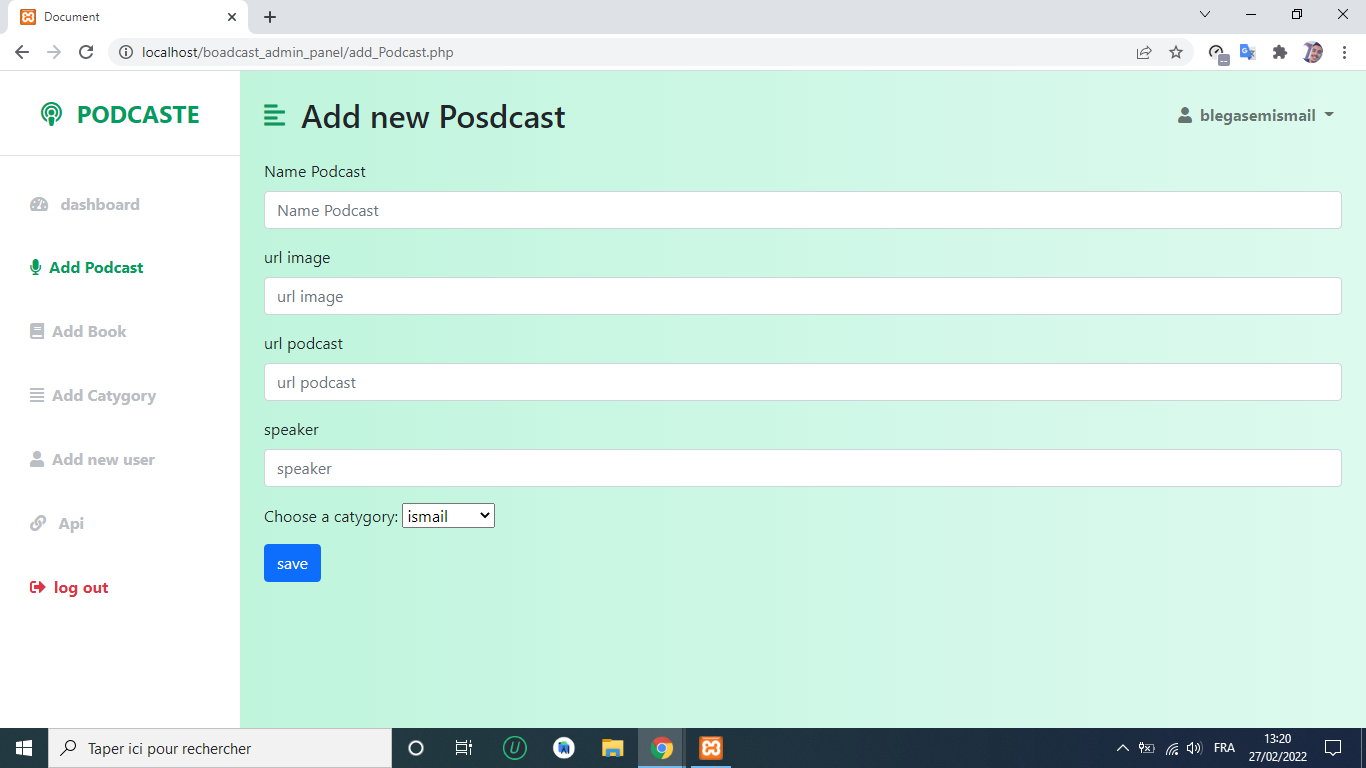 Document
localhost/boadcast_admin_panel/add_Podcast.php
PODCASTE
Add new Posdcast
blegasemismail
dashboard
Add Podcast
Add Book
Add Catygory
Add new user
Api
log out
Name Podcast
Name Podcast
url image
url image
url podcast
url podcast
speaker
speaker
Choose a catygory: ismail
save
Taper ici pour rechercher
FRA
13:20
27/02/2022